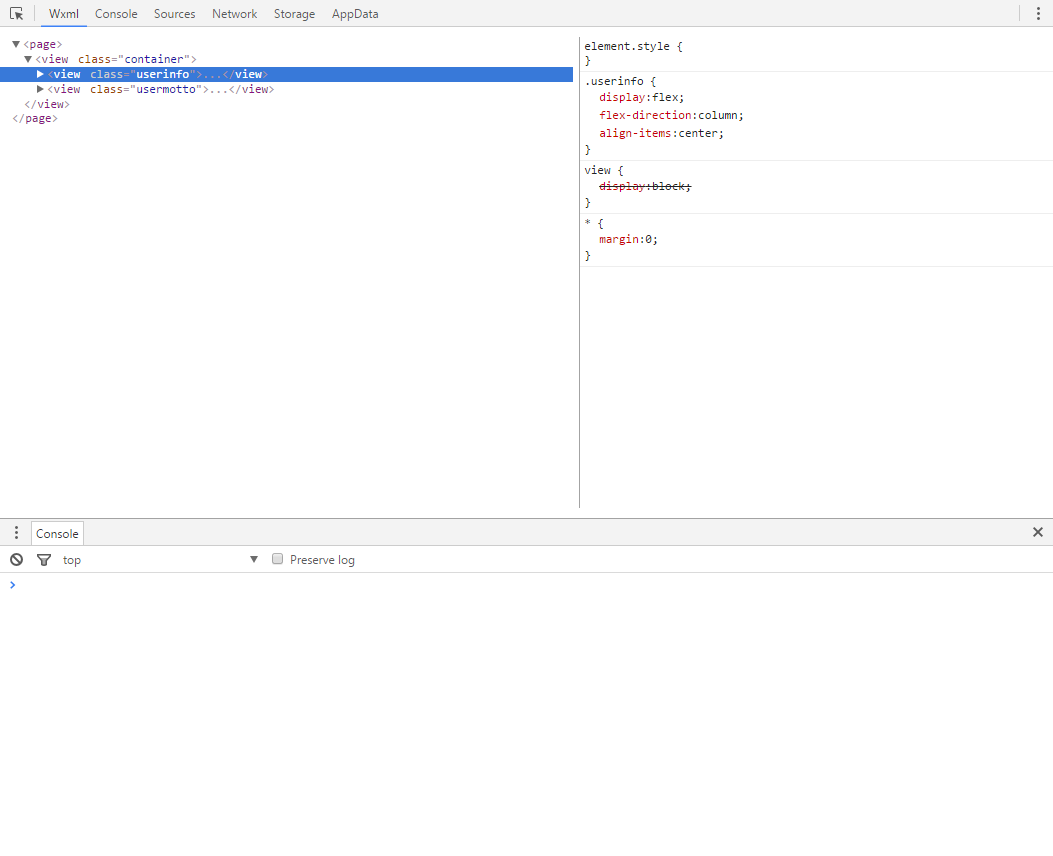 Wxml Console Sources Network Storage AppData
<page>
<view class="container">
<view class="userinfo">...</view>
<view class="usermotto">...</view>
</view>
</page>
element.style {
}
.userinfo {
display:flex;
flex-direction:column;
align-items:center;
}
view {
display:block;
}
* {
margin:0;
}
Console
top Preserve log